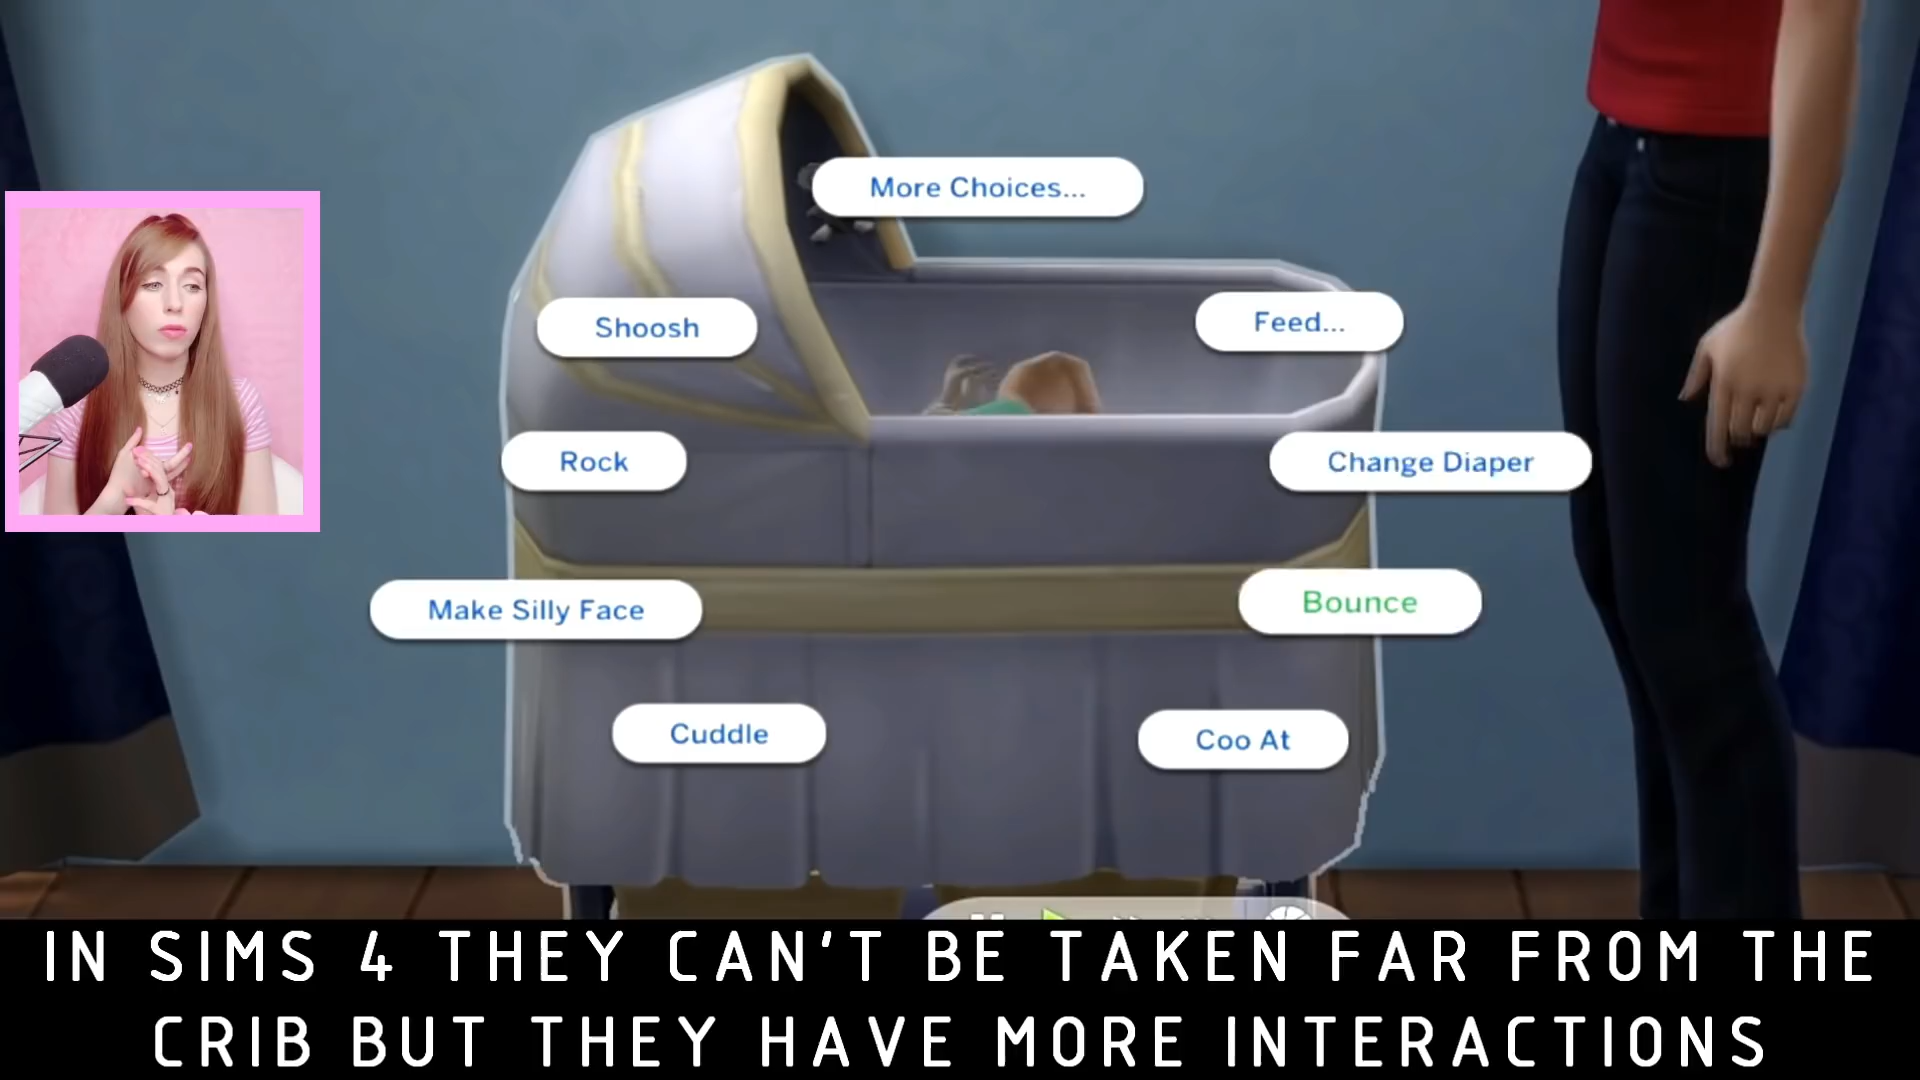 More Choices...
Shoosh
Feed...
Rock
Change Diaper
Make Silly Face
Bounce
Cuddle
Coo At
IN SIMS 4 THEY CAN'T BE TAKEN FAR FROM THE
CRIB BUT THEY HAVE MORE INTERACTIONS